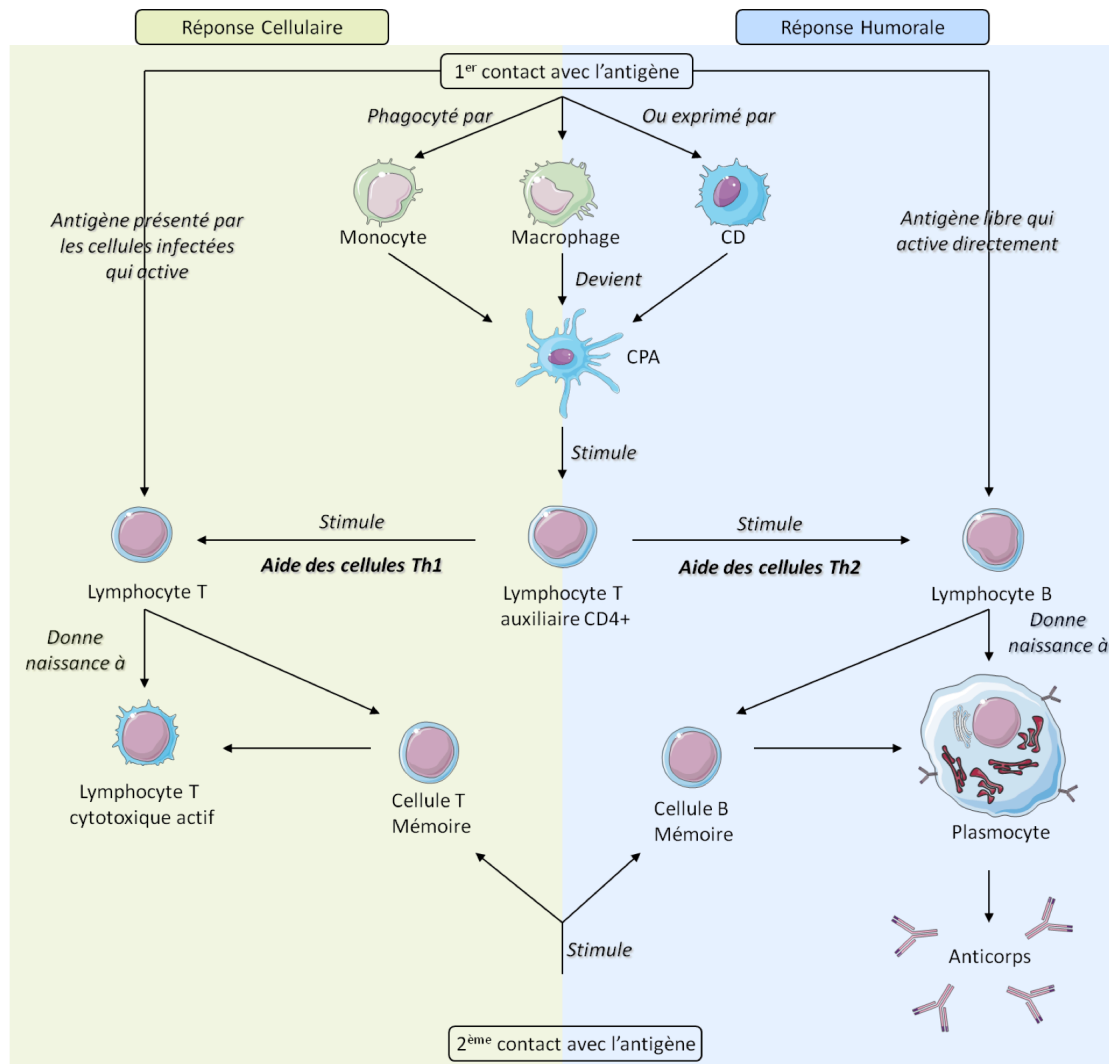 Réponse Cellulaire
Réponse Humorale
1er contact avec l'antigène
Phagocyté par
Ou exprimé par
Antigène présenté par
les cellules infectées
qui active
Monocyte
Macrophage
CD
Antigène libre qui
active directement
Devient
CPA
Stimule
Stimule
Aide des cellules Th1
Stimule
Aide des cellules Th2
Lymphocyte T
Lymphocyte T
auxiliaire CD4+
Lymphocyte B
Donne
naissance à
Donne
naissance à
Lymphocyte T
cytotoxique actif
Cellule T
Mémoire
Cellule B
Mémoire
Plasmocyte
Stimule
Anticorps
2ème contact avec l'antigène